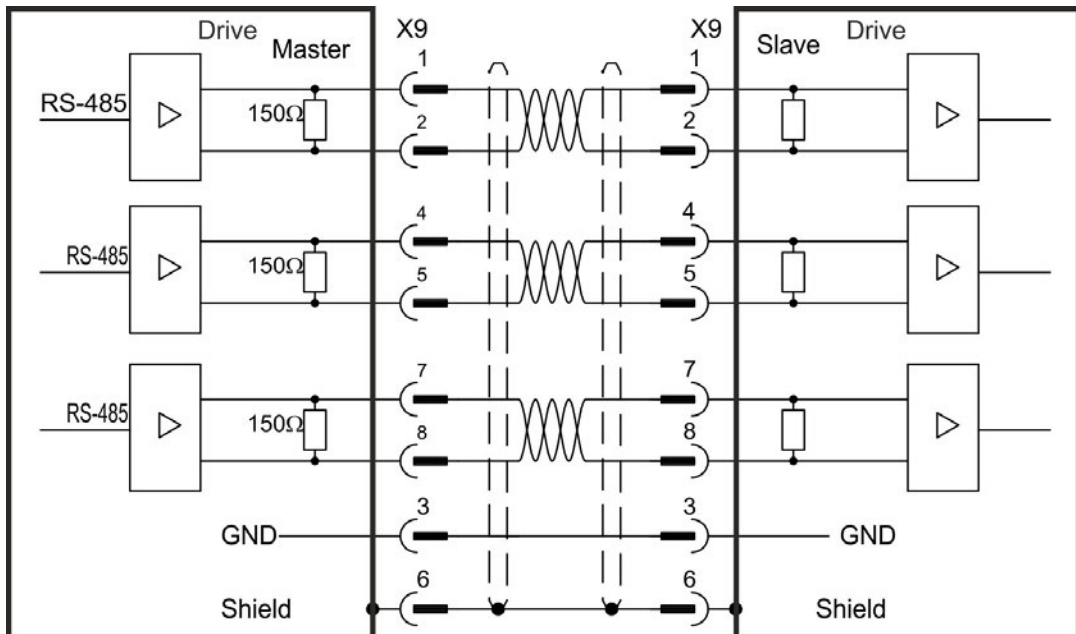 Drive X9 X9 Drive
Master Slave
1 1
RS-485 150Ω
2 2
4 4
RS-485 150Ω
5 5
7 7
RS-485 150Ω
8 8
3 3
GND GND
6 6
Shield Shield